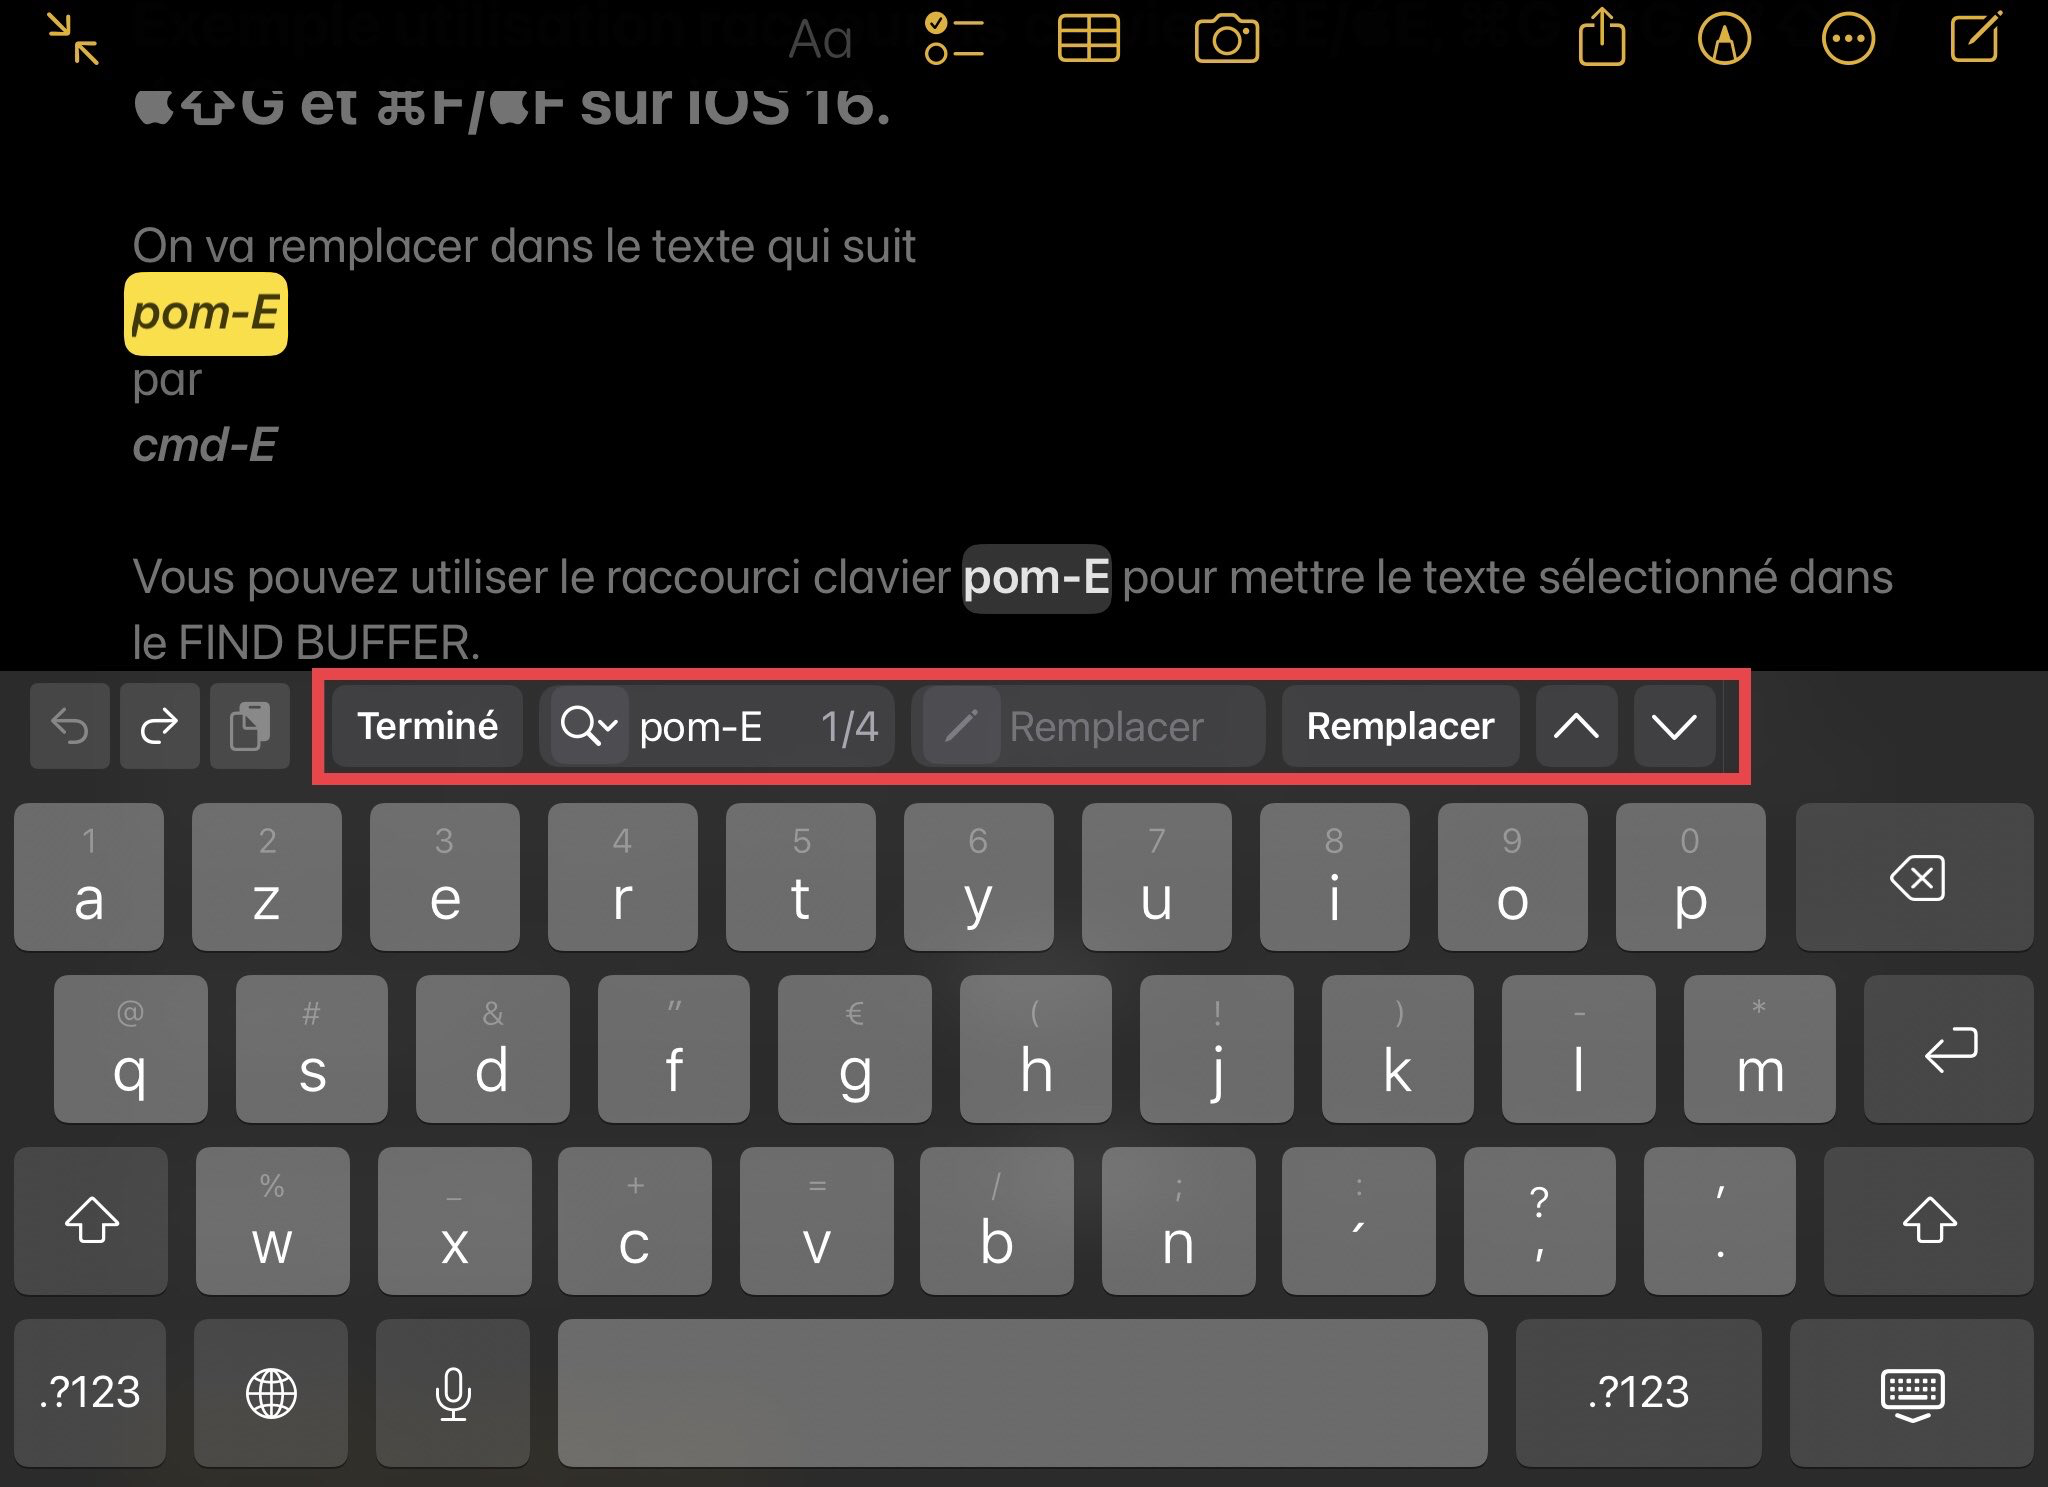 Aa
⇧G et ⌘F/F sur iOS 16.
On va remplacer dans le texte qui suit
pom-E
par
cmd-E
Vous pouvez utiliser le raccourci clavier pom-E pour mettre le texte sélectionné dans
le FIND BUFFER.
Terminé pom-E 1/4 Remplacer Remplacer
1 2 3 4 5 6 7 8 9 0
a z e r t y u i o p
@ # & " € ( ! ) - *
q s d f g h j k l m
% _ + = / ; : ? '
w x c v b n ´ , .
.?123 .?123